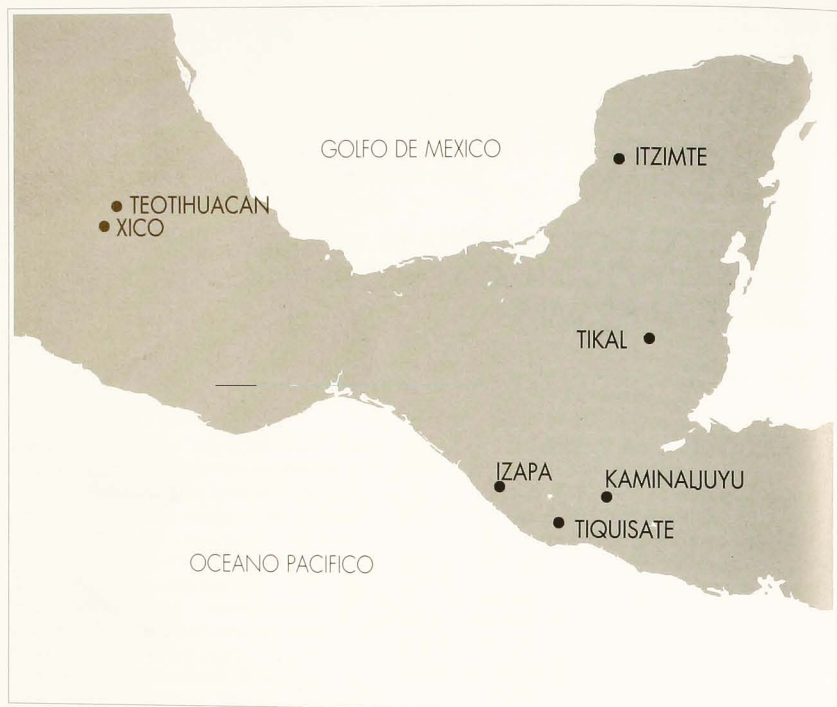 GOLFO DE MEXICO
ITZIMTE
TEOTIHUACAN
XICO
TIKAL
IZAPA
KAMINALJUYU
TIQUISATE
OCEANO PACIFICO